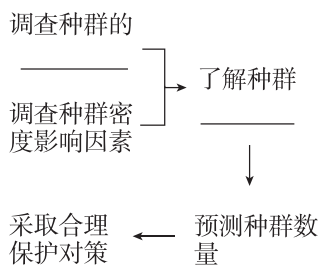 调查种群的
调查种群密
度影响因素
了解种群
预测种群数
量
采取合理
保护对策